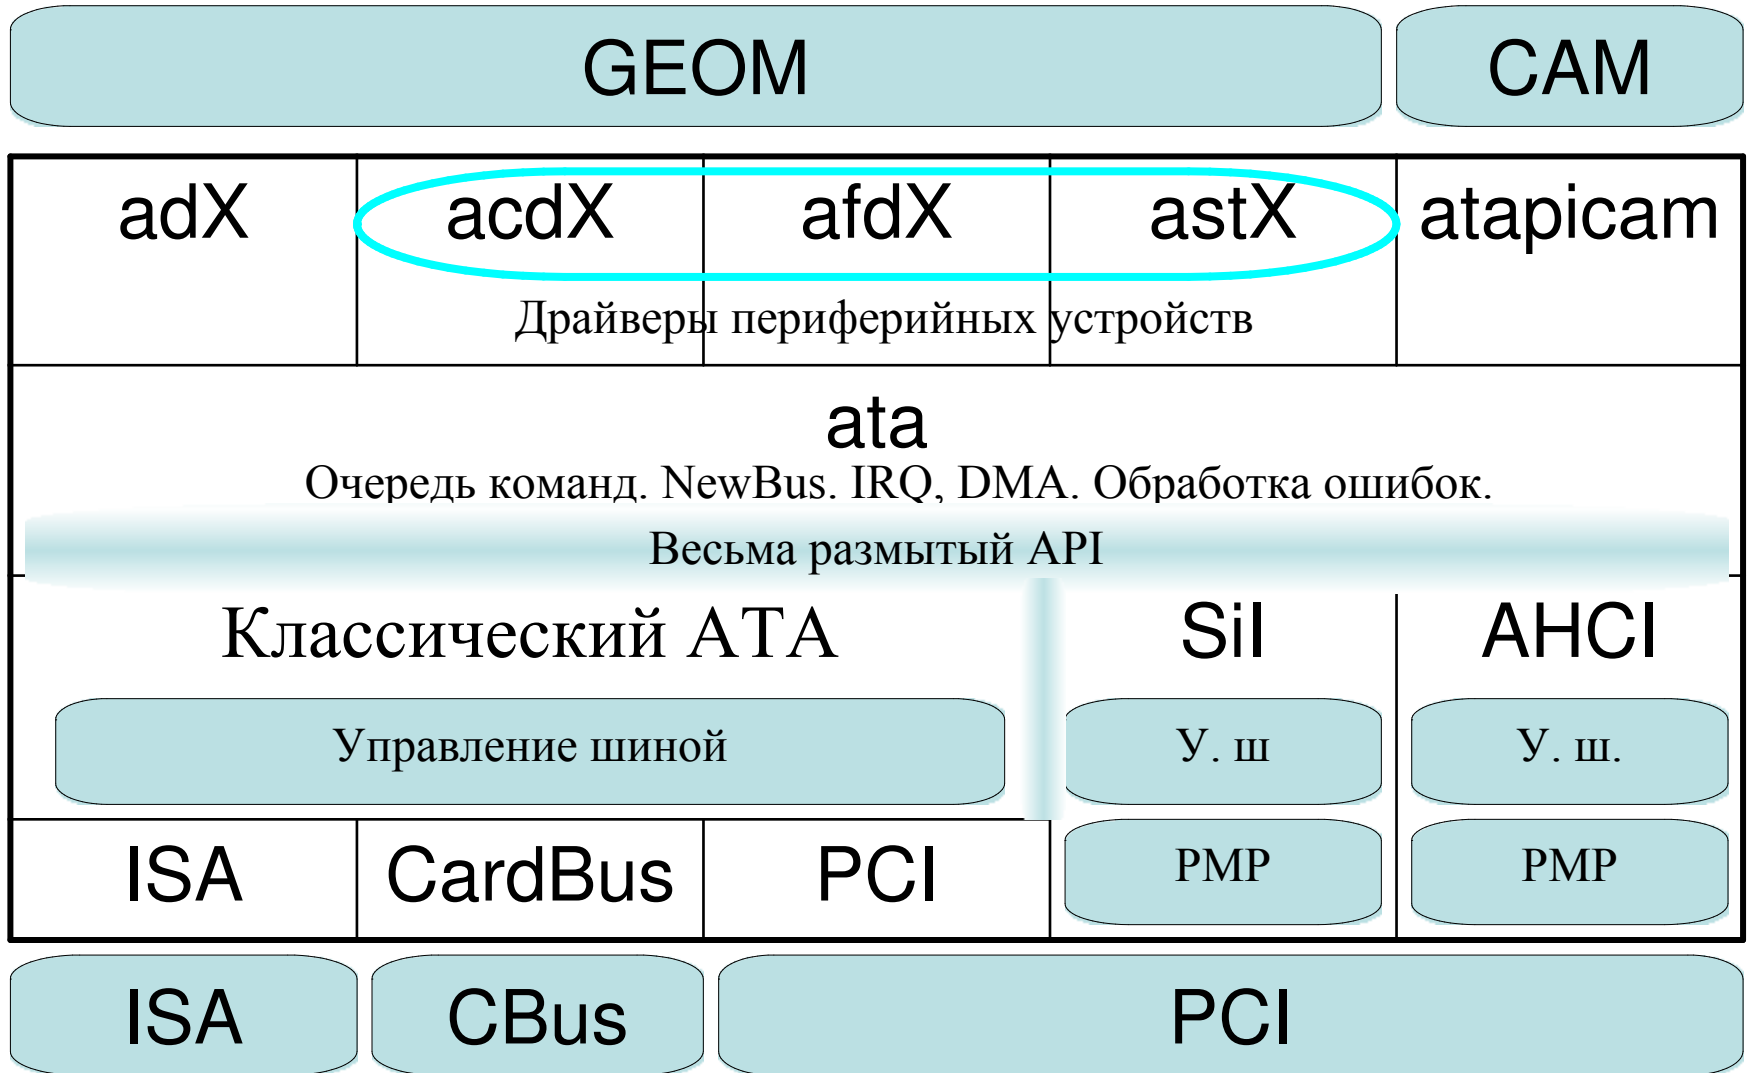 GEOM CAM
adX acdX afdX astX atapicam
Драйверы периферийных устройств
ata
Очередь команд. NewBus. IRQ, DMA. Обработка ошибок.
Весьма размытый API
Классический АТА SiI AHCI
Управление шиной У. ш У. ш.
ISA CardBus PCI PMP PMP
ISA CBus PCI